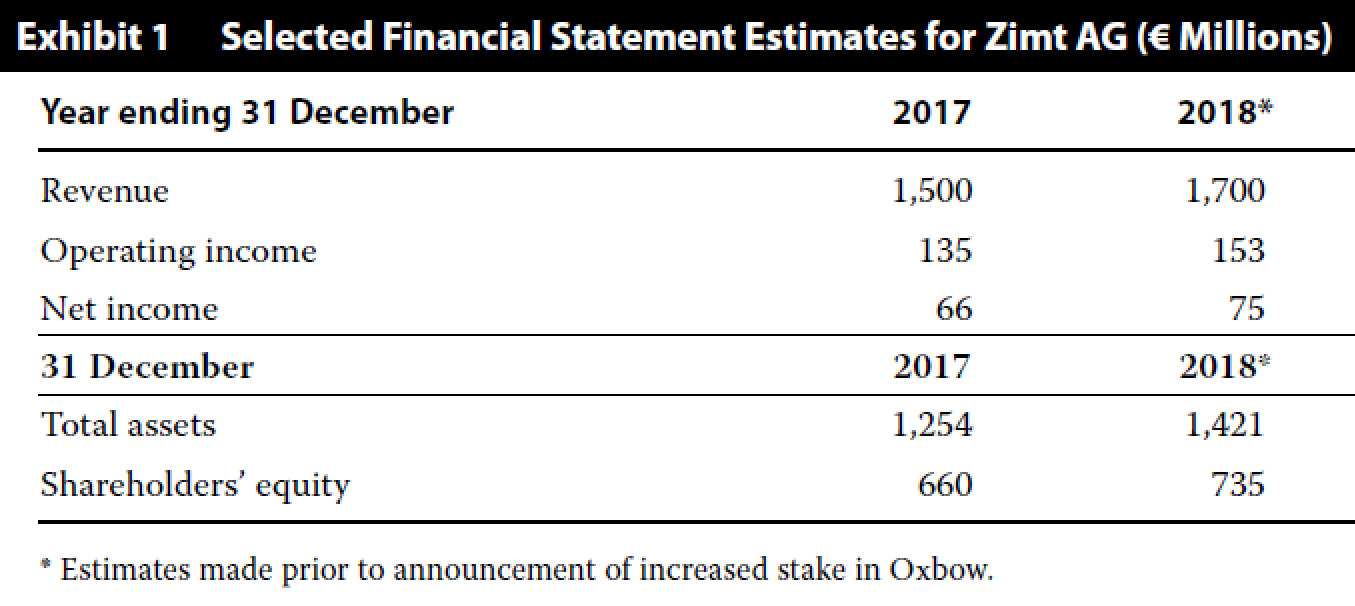 Exhibit 1 Selected Financial Statement Estimates for Zimt AG (€ Millions)
Year ending 31 December 2017 2018*
Revenue 1,500 1,700
Operating income 135 153
Net income 66 75
31 December 2017 2018*
Total assets 1,254 1,421
Shareholders’ equity 660 735
* Estimates made prior to announcement of increased stake in Oxbow.